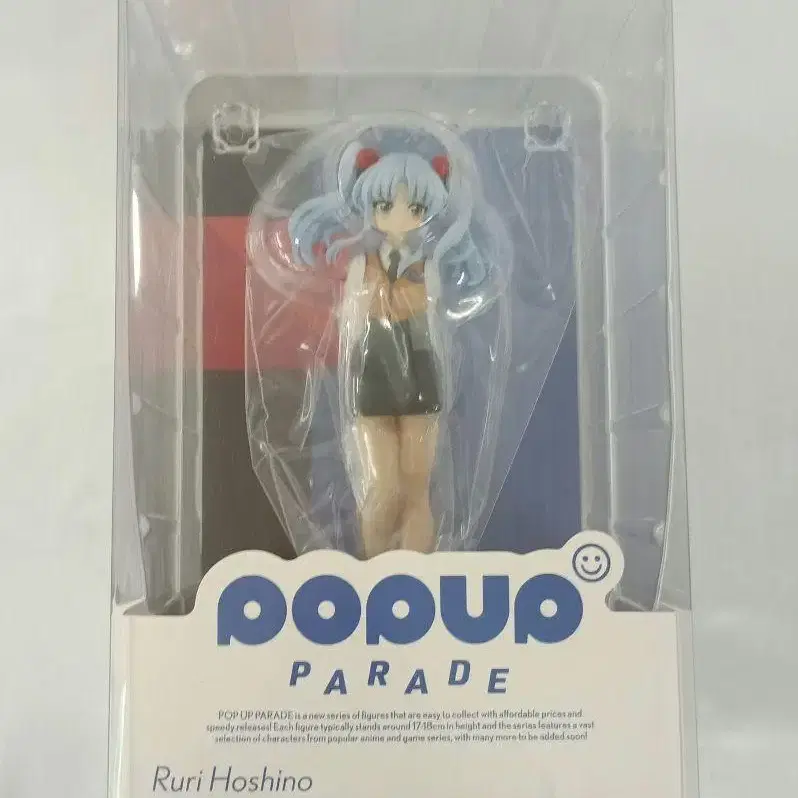 POPUP
PARADE
POP UP PARADE is a new series of figures that are easy to collect with affordable prices and
speedy releases! Each figure typically stands around 17-18cm in height and the series features a vast
selection of characters from popular anime and game series, with many more to be added soon!
Ruri Hoshino